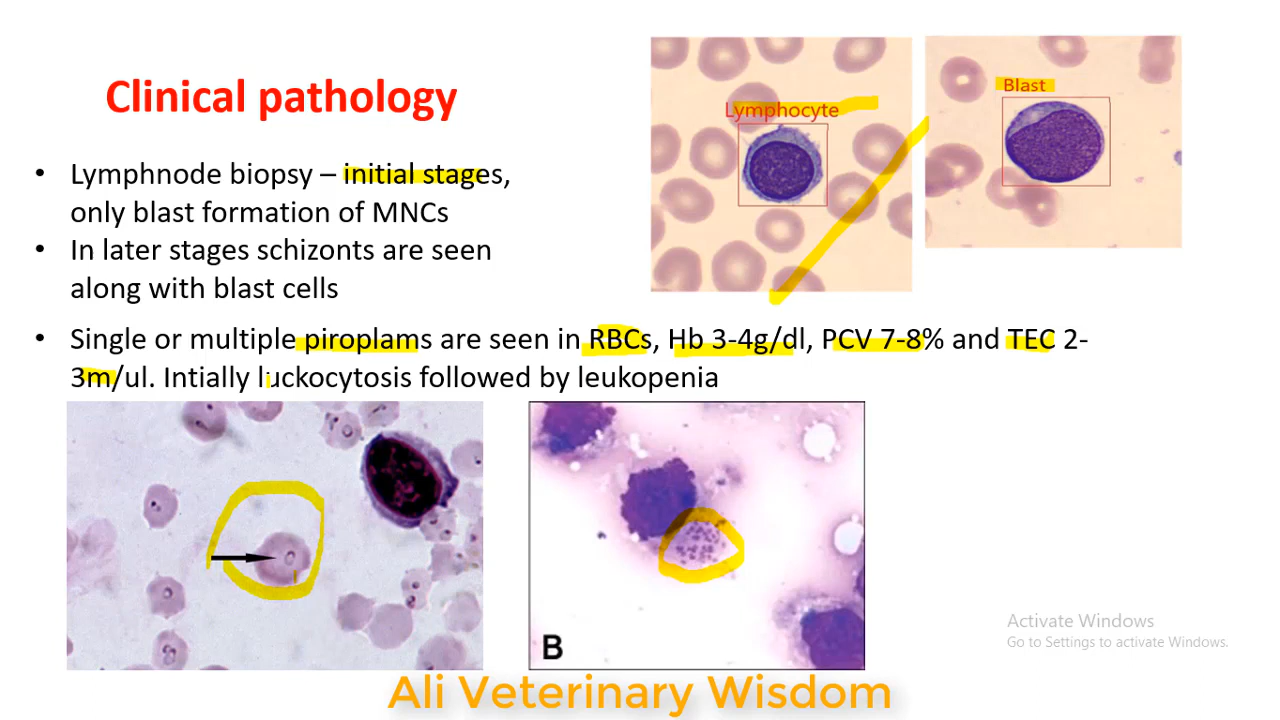 Clinical pathology
Lymphocyte
Blast
• Lymphnode biopsy – initial stages,
only blast formation of MNCs
• In later stages schizonts are seen
along with blast cells
• Single or multiple piroplams are seen in RBCs, Hb 3-4g/dl, PCV 7-8% and TEC 2-
3m/ul. Intially luckocytosis followed by leukopenia
B
Activate Windows
Go to Settings to activate Windows.
Ali Veterinary Wisdom